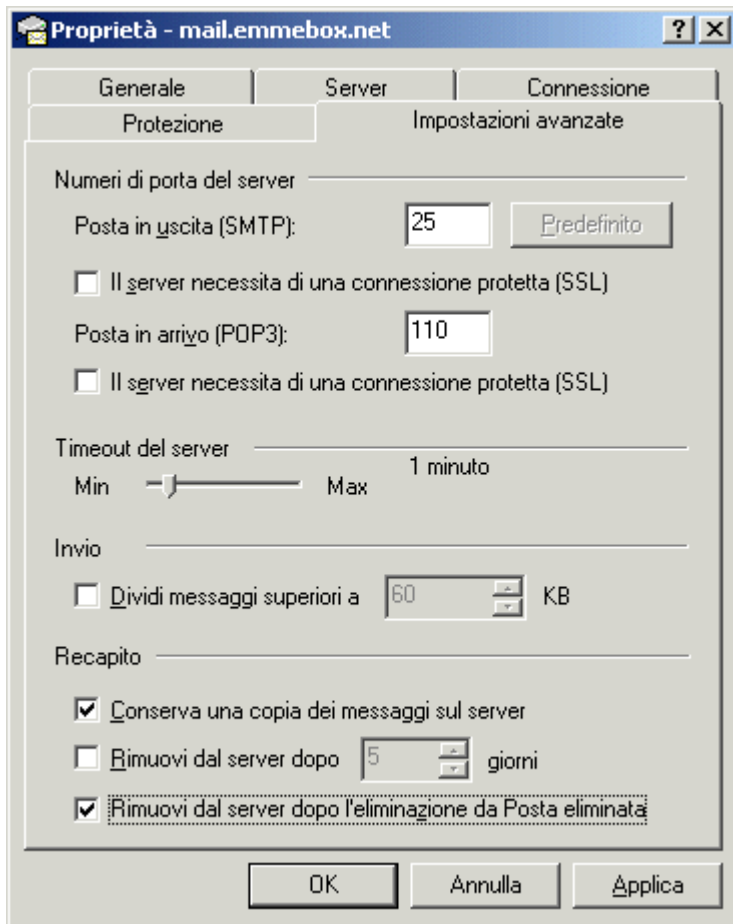 Proprietà - mail.emmebox.net
Generale Server Connessione
Protezione Impostazioni avanzate
Numeri di porta del server
Posta in uscita (SMTP): 25 Predefinito
Il server necessita di una connessione protetta (SSL)
Posta in arrivo (POP3): 110
Il server necessita di una connessione protetta (SSL)
Timeout del server
1 minuto
Min Max
Invio
Dividi messaggi superiori a 60 KB
Recapito
Conserva una copia dei messaggi sul server
Rimuovi dal server dopo 5 giorni
Rimuovi dal server dopo l'eliminazione da Posta eliminata
OK Annulla Applica